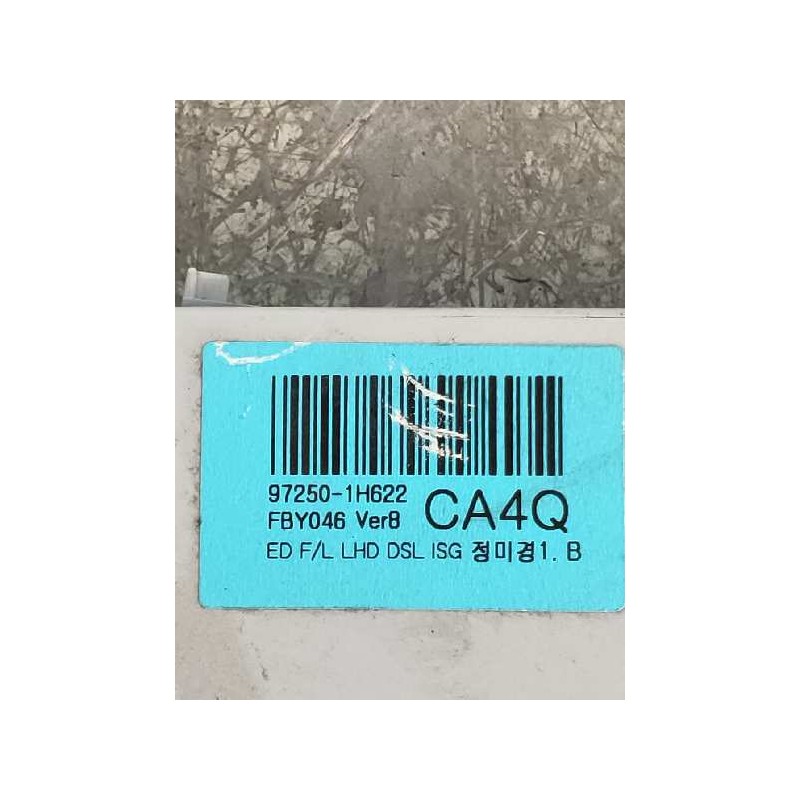 97250-1H622
FBY046 Ver8 CA4Q
ED F/L LHD DSL ISG 정미경1. B